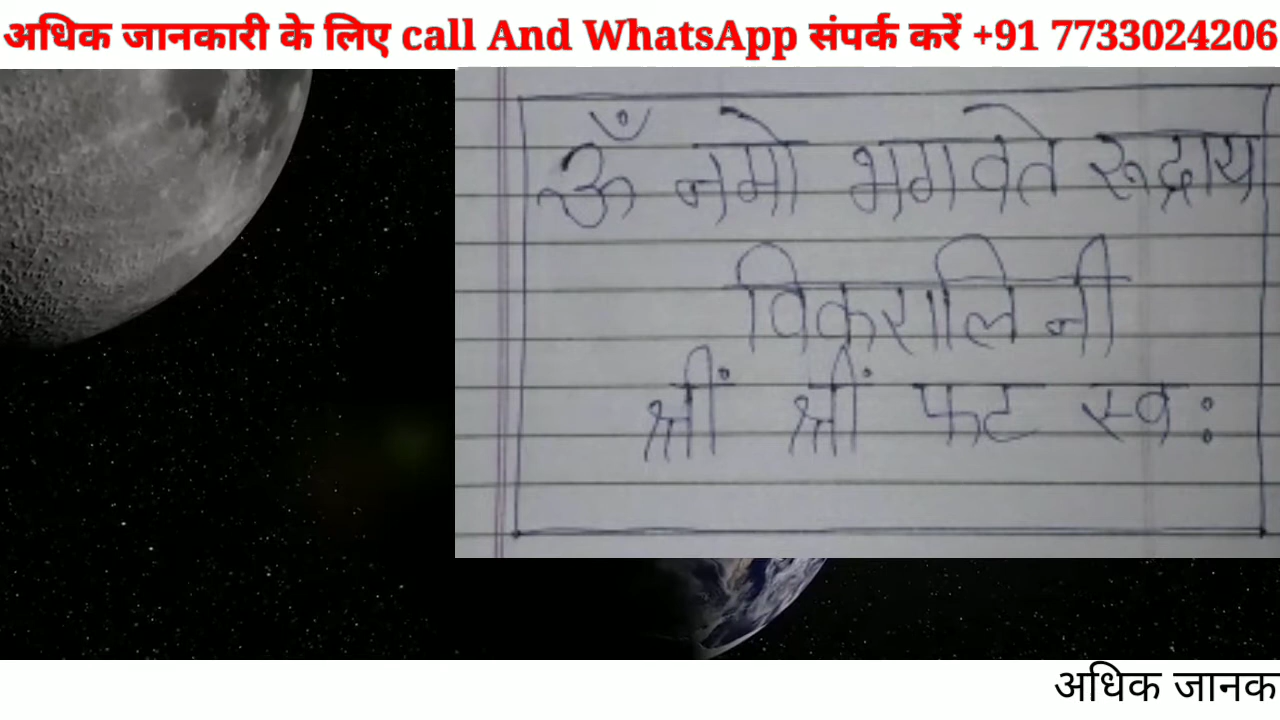 अधिक जानकारी के लिए call And WhatsApp संपर्क करें +91 7733024206
ॐ नमो भगवते रूद्राय
विकरालिनी
श्रीं श्रीं फट स्व:
अधिक जानक